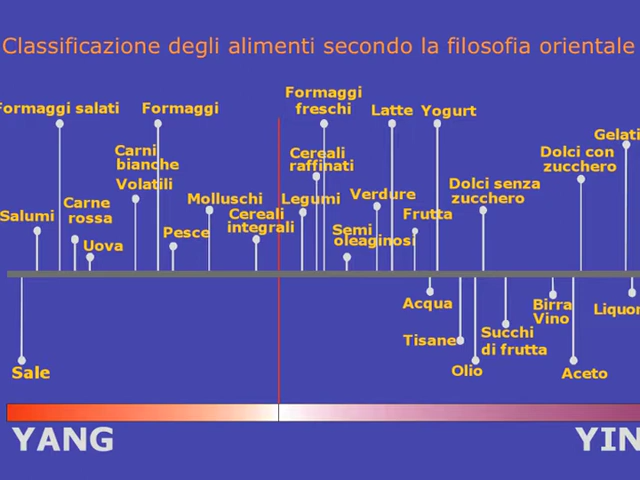 Classificazione degli alimenti secondo la filosofia orientale
Formaggi salati
Formaggi
Formaggi
freschi
Latte
Yogurt
Gelati
Carni
bianche
Volatili
Cereali
raffinati
Dolci con
zucchero
Salumi
Carne
rossa
Uova
Pesce
Molluschi
Cereali
integrali
Legumi
Semi
oleaginosi
Verdure
Frutta
Dolci senza
zucchero
Acqua
Tisane
Olio
Succhi
di frutta
Birra
Vino
Aceto
Liquor
Sale
YANG
YIN